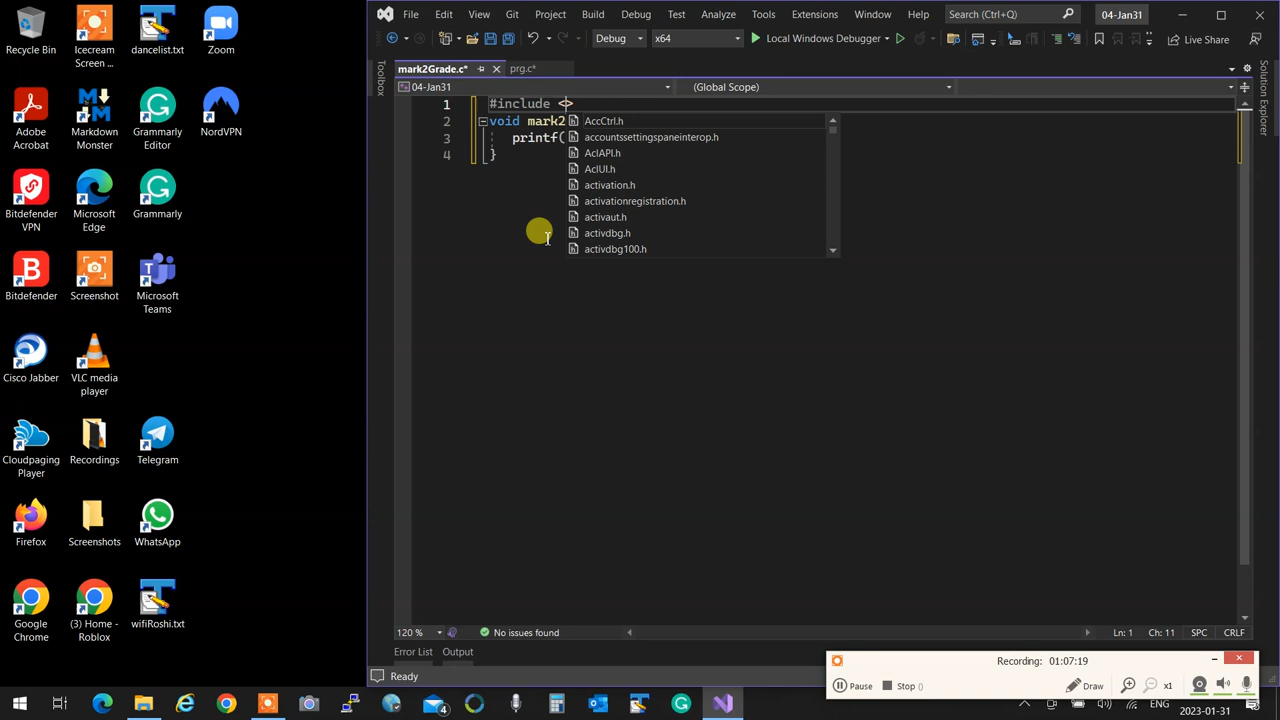 Recycle Bin
Icecream
Screen ...
dancelist.txt
Zoom
Adobe
Acrobat
Markdown
Monster
Grammarly
Editor
NordVPN
Bitdefender
VPN
Microsoft
Edge
Grammarly
Bitdefender
Screenshot
Microsoft
Teams
Cisco Jabber
VLC media
player
Cloudpaging
Player
Recordings
Telegram
Firefox
Screenshots
WhatsApp
Google
Chrome
(3) Home -
Roblox
wifiRoshi.txt
File Edit View Git Project Build Debug Test Analyze Tools Extensions Window Help Search (Ctrl+Q) 04-Jan31
Debug x64 Local Windows Debugger Live Share
Toolbox
mark2Grade.c* prg.c*
04-Jan31 (Global Scope)
Solution Explorer
1 #include <>
2 void mark2
3 printf(
4 }
AccCtrl.h
accountssettingspaneinterop.h
AclAPI.h
AclUI.h
activation.h
activationregistration.h
activaut.h
activdbg.h
activdbg100.h
120 % No issues found Ln: 1 Ch: 11 SPC CRLF
Error List Output
Ready
Recording: 01:07:19
Pause Stop () Draw x1
4
ENG
2023-01-31